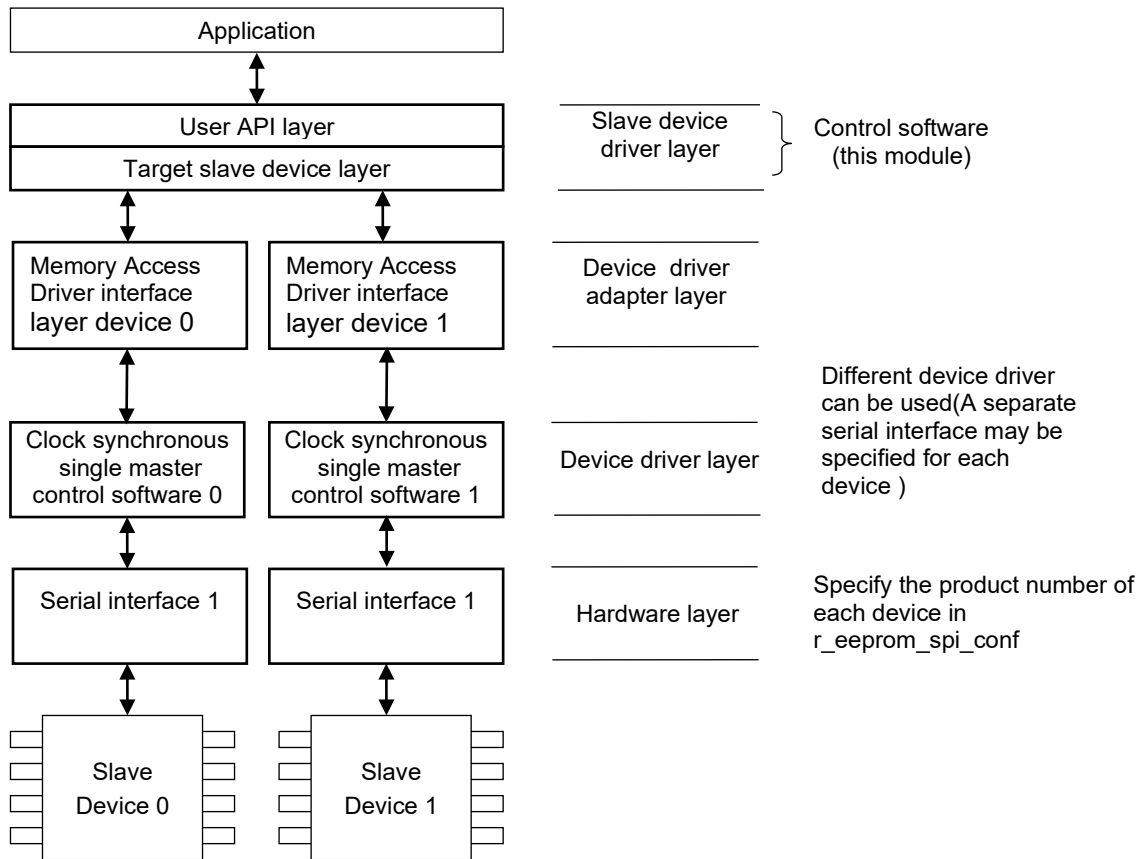 Application
User API layer
Target slave device layer
Slave device
driver layer
Control software
(this module)
Memory Access
Driver interface
layer device 0
Memory Access
Driver interface
layer device 1
Device driver
adapter layer
Different device driver
can be used(A separate
serial interface may be
specified for each
device )
Clock synchronous
single master
control software 0
Clock synchronous
single master
control software 1
Device driver layer
Serial interface 1
Serial interface 1
Hardware layer
Specify the product number of
each device in
r_eeprom_spi_conf
Slave
Device 0
Slave
Device 1